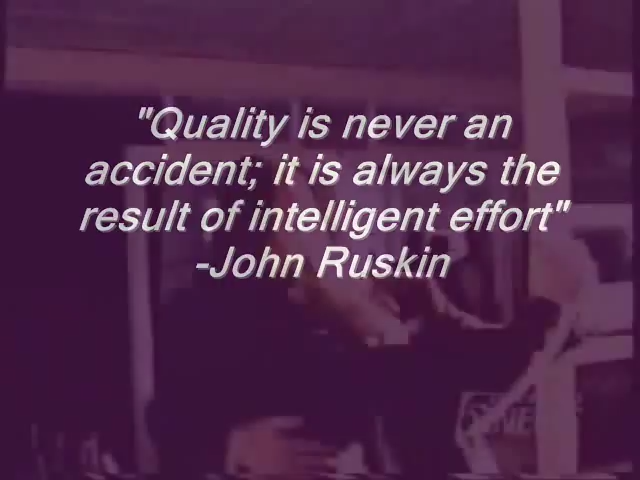 "Quality is never an
accident; it is always the
result of intelligent effort"
-John Ruskin